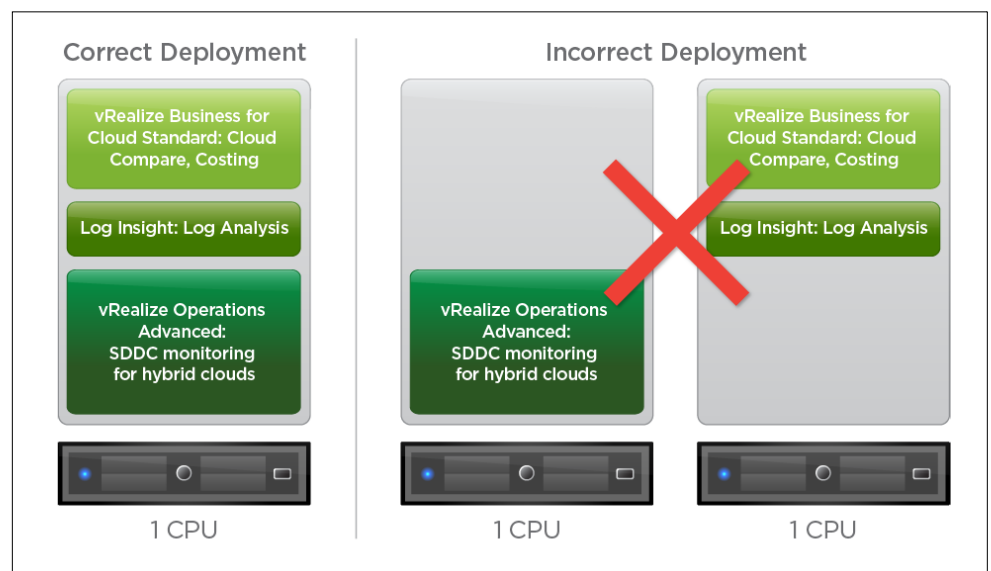 Correct Deployment
vRealize Business for
Cloud Standard: Cloud
Compare, Costing
Log Insight: Log Analysis
vRealize Operations
Advanced:
SDDC monitoring
for hybrid clouds
1 CPU
Incorrect Deployment
vRealize Operations
Advanced:
SDDC monitoring
for hybrid clouds
1 CPU
vRealize Business for
Cloud Standard: Cloud
Compare, Costing
Log Insight: Log Analysis
1 CPU